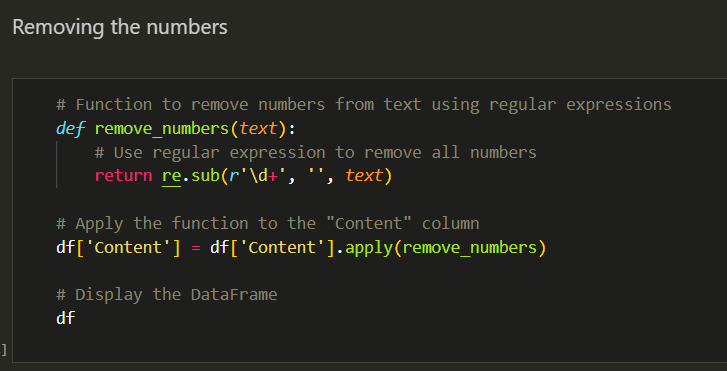 Removing the numbers
# Function to remove numbers from text using regular expressions
def remove_numbers(text):
# Use regular expression to remove all numbers
return re.sub(r'\d+', '', text)
# Apply the function to the "Content" column
df['Content'] = df['Content'].apply(remove_numbers)
# Display the DataFrame
df
]